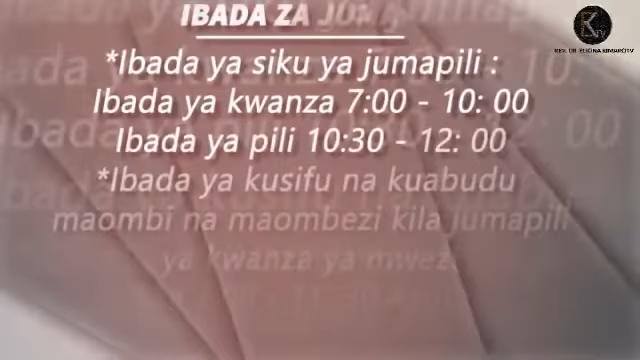 IBADA ZA
*Ibada ya siku ya jumapili :
Ibada ya kwanza 7:00 - 10: 00
Ibada ya pili 10:30 - 12: 00
*Ibada ya kusifu na kuabudu
maombi na maombezi kila jumapili
ya kwanza ya mwezi